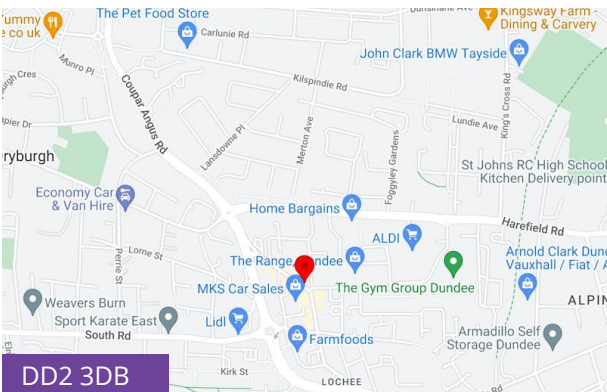 The Pet Food Store
Kingsway Farm -
Dining & Carvery
Yummy
e co uk
Carlunie Rd
John Clark BMW Tayside
Munro Pl
Coupar Angus Rd
Kilspindie Rd
King's Cross Rd
Merton Ave
Lundie Ave
Lansdowne Pl
Foggyley Gardens
ryburgh
St Johns RC High School
Kitchen Delivery point
Economy Car
& Van Hire
Home Bargains
Harefield Rd
ALDI
Perrie St
Lorne St
The Range, Dundee
Arnold Clark Dun
Vauxhall / Fiat / A
MKS Car Sales
The Gym Group Dundee
Weavers Burn
ALPIN
Sport Karate East
Lidl
South Rd
Farmfoods
Armadillo Self
Storage Dundee
DD2 3DB
Kirk St
LOCHEE